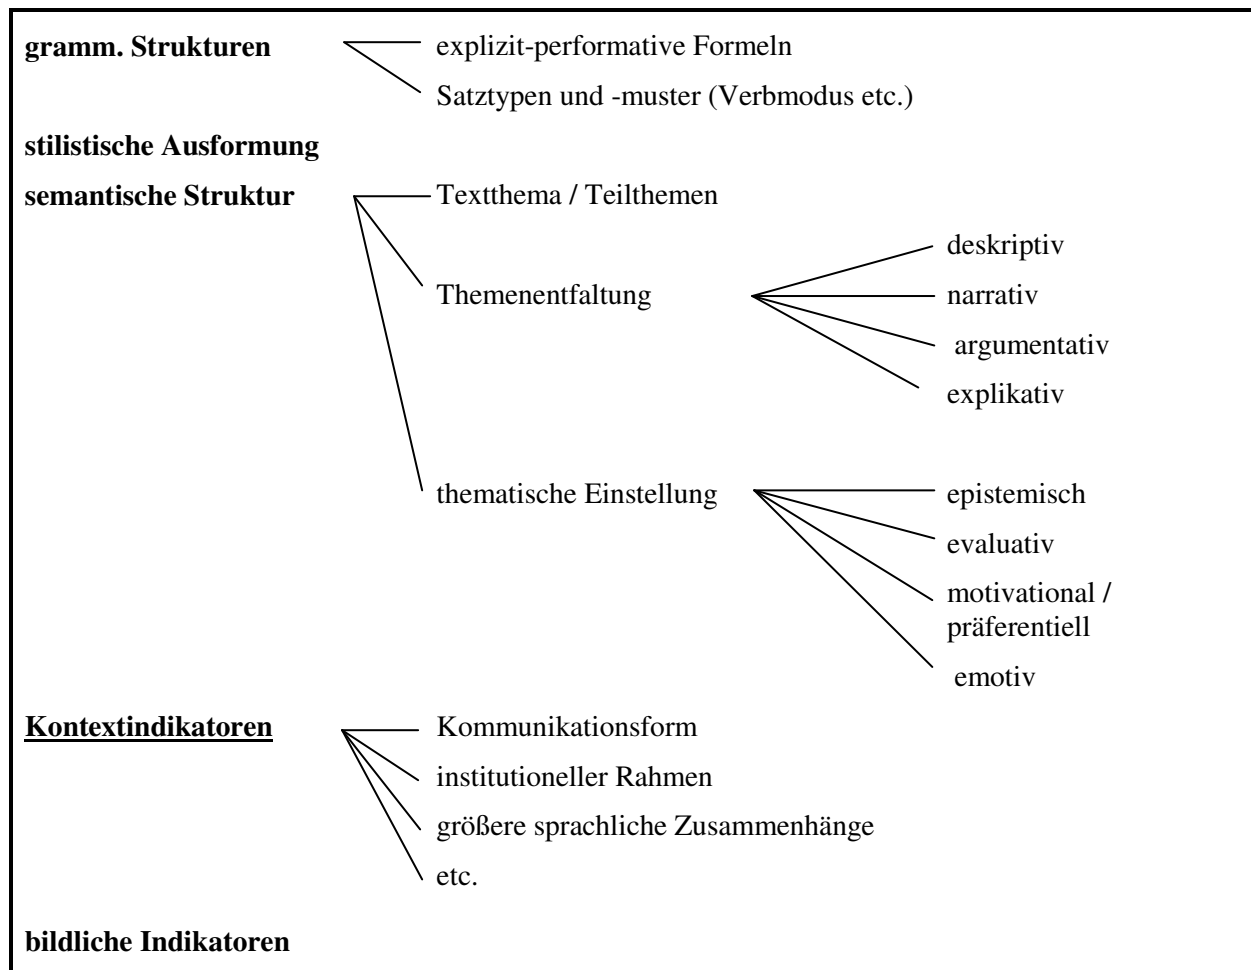 gramm. Strukturen explizit-performative Formeln
Satztypen und -muster (Verbmodus etc.)
stilistische Ausformung
semantische Struktur Textthema / Teilthemen
deskriptiv
Themenentfaltung narrativ
argumentativ
explikativ
thematische Einstellung epistemisch
evaluativ
motivational /
präferentiell
emotiv
Kontextindikatoren Kommunikationsform
institutioneller Rahmen
größere sprachliche Zusammenhänge
etc.
bildliche Indikatoren